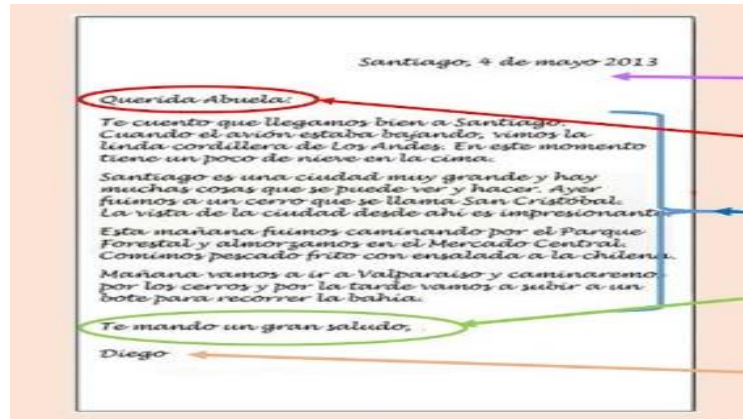 Santiago, 4 de mayo 2013
Querida Abuela:
Te cuento que llegamos bien a Santiago.
Cuando el avión estaba bajando, vimos la
linda cordillera de Los Andes. En este momento
tiene un poco de nieve en la cima.
Santiago es una ciudad muy grande y hay
muchas cosas que se puede ver y hacer. Ayer
fuimos a un cerro que se llama San Cristobal.
La vista de la ciudad desde ahí es impresionante.
Esta mañana fuimos caminando por el Parque
Forestal y almorzamos en el Mercado Central.
Comimos pescado frito con ensalada a la chilena.
Mañana vamos a ir a Valparaiso y caminaremo
por los cerros y por la tarde vamos a subir a un
bote para recorrer la bahía.
Te mando un gran saludo,
Diego